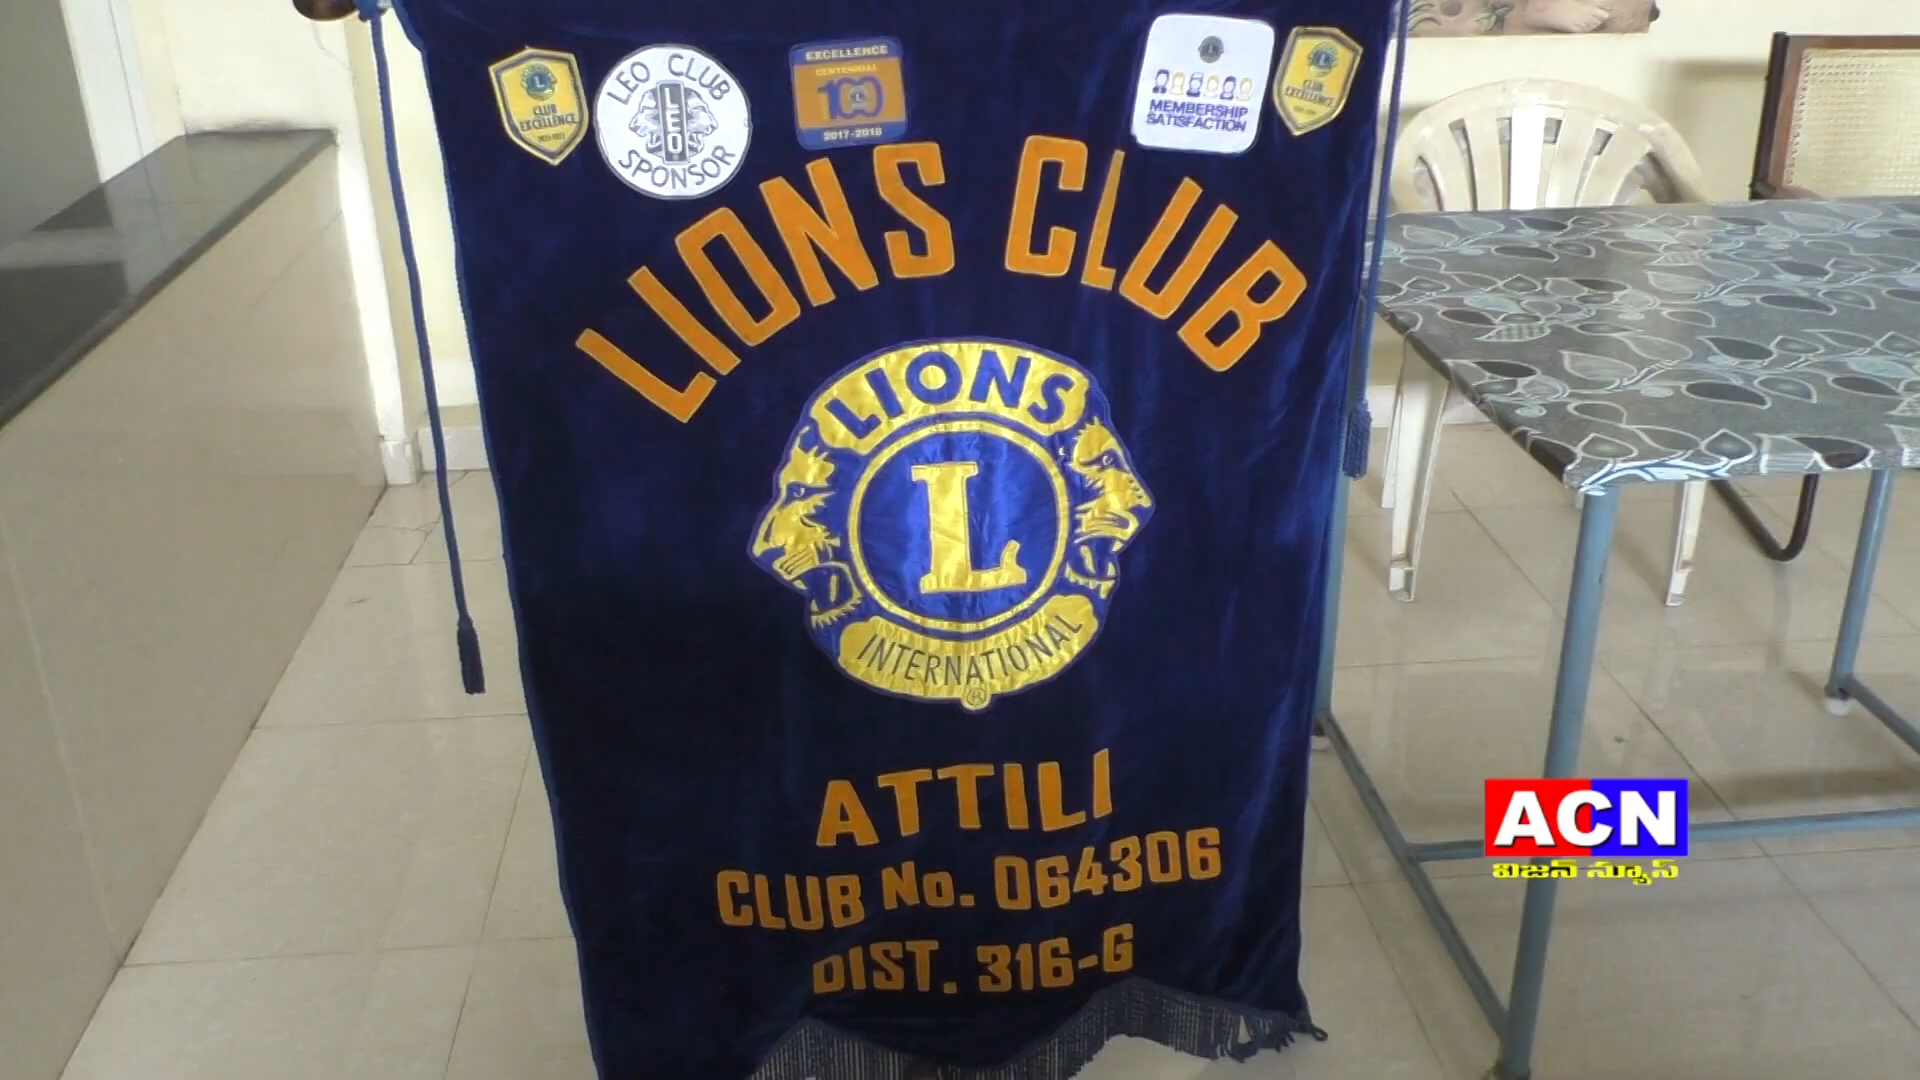 CLUB
EXCELLENCE
LEO CLUB
LEO
SPONSOR
EXCELLENCE
CENTENNIAL
100
2017-2018
MEMBERSHIP
SATISFACTION
CLUB
EXCELLENCE
LIONS CLUB
LIONS
L
INTERNATIONAL
®
ATTILI
CLUB No. 064306
DIST. 316-G
ACN
విజన్ న్యూస్